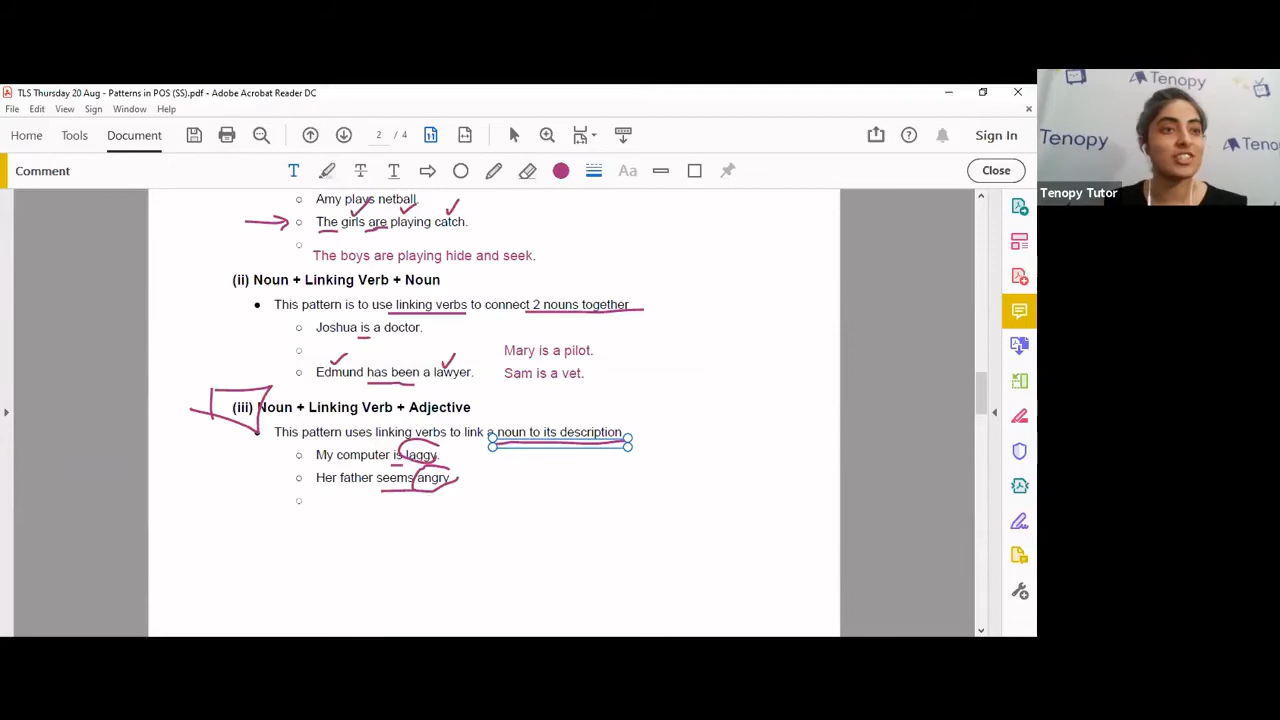 TLS Thursday 20 Aug - Patterns in POS (SS).pdf - Adobe Acrobat Reader DC
File Edit View Sign Window Help
Home Tools Document 2 / 4 Sign In
Comment Aa Close
Amy plays netball.
The girls are playing catch.
The boys are playing hide and seek.
(ii) Noun + Linking Verb + Noun
This pattern is to use linking verbs to connect 2 nouns together
Joshua is a doctor.
Mary is a pilot.
Edmund has been a lawyer.
Sam is a vet.
(iii) Noun + Linking Verb + Adjective
This pattern uses linking verbs to link a noun to its description
My computer is laggy.
Her father seems angry
Tenopy
Tenopy
Teno
Tenopy Tutor